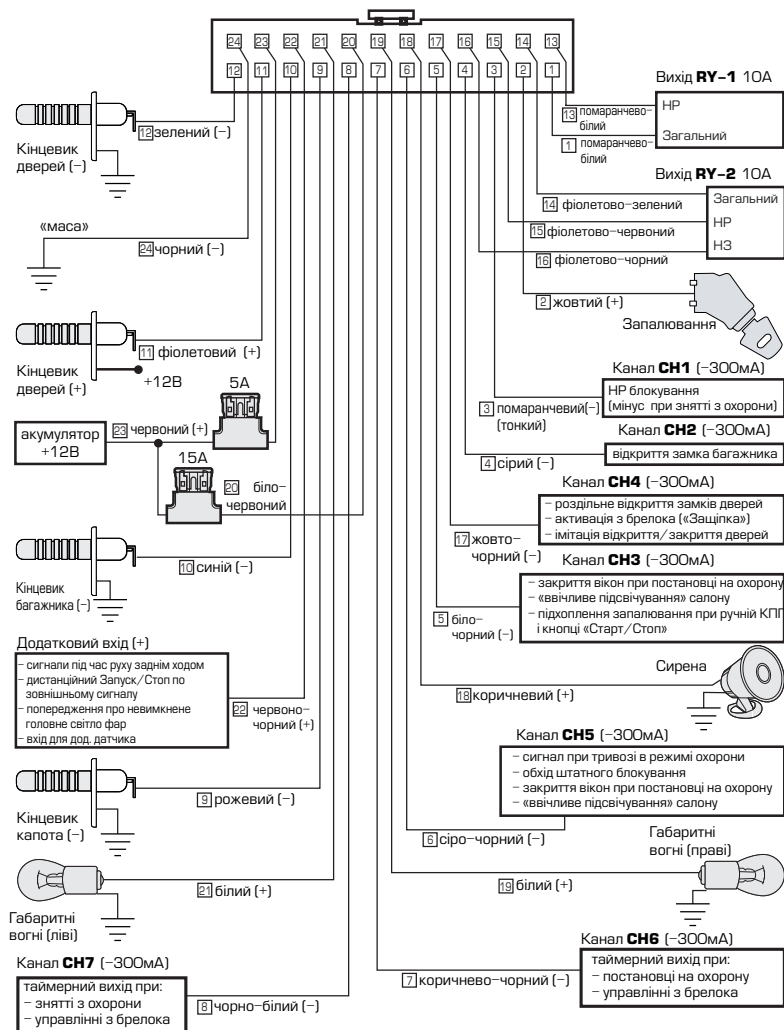 24 23 22 21 20 19 18 17 16 15 14 13
12 11 10 9 8 7 6 5 4 3 2 1
12 зелений (-)
Кінцевик
дверей (-)
«маса»
24 чорний (-)
11 фіолетовий (+)
Кінцевик
дверей (+)
+12В
5А
акумулятор
+12В
23 червоний (+)
15А
20 біло-
червоний
10 синій (-)
Кінцевик
багажника (-)
Додатковий вхід (+)
- сигнали під час руху заднім ходом
- дистанційний Запуск/Стоп по
зовнішньому сигналу
- попередження про невимкнене
головне світло фар
- вхід для дод. датчика
22 червоно-
чорний (+)
9 рожевий (-)
Кінцевик
капота (-)
21 білий (+)
Габаритні
вогні (ліві)
Канал CH7 (-300мА)
таймерний вихід при:
- знятті з охорони
- управлінні з брелока
8 чорно-білий (-)
Вихід RY-1 10А
НР
Загальний
13 помаранчево-
білий
1 помаранчево-
білий
Вихід RY-2 10А
Загальний
НР
НЗ
14 фіолетово-зелений
15 фіолетово-червоний
16 фіолетово-чорний
2 жовтий (+)
Запалювання
Канал CH1 (-300мА)
НР блокування
(мінус при знятті з охорони)
3 помаранчевий(-)
(тонкий)
Канал CH2 (-300мА)
відкриття замка багажника
4 сірий (-)
Канал CH4 (-300мА)
- роздільне відкриття замків дверей
- активація з брелока («Защіпка»)
- імітація відкриття/закриття дверей
17 жовто-
чорний (-)
Канал CH3 (-300мА)
- закриття вікон при постановці на охорону
- «ввічливе підсвічування» салону
- підхоплення запалювання при ручній КПП
і кнопці «Старт/Стоп»
5 біло-
чорний (-)
Сирена
18 коричневий (+)
Канал CH5 (-300мА)
- сигнал при тривозі в режимі охорони
- обхід штатного блокування
- закриття вікон при постановці на охорону
- «ввічливе підсвічування» салону
6 сіро-чорний (-)
Габаритні
вогні (праві)
19 білий (+)
Канал CH6 (-300мА)
таймерний вихід при:
- постановці на охорону
- управлінні з брелока
7 коричнево-чорний (-)